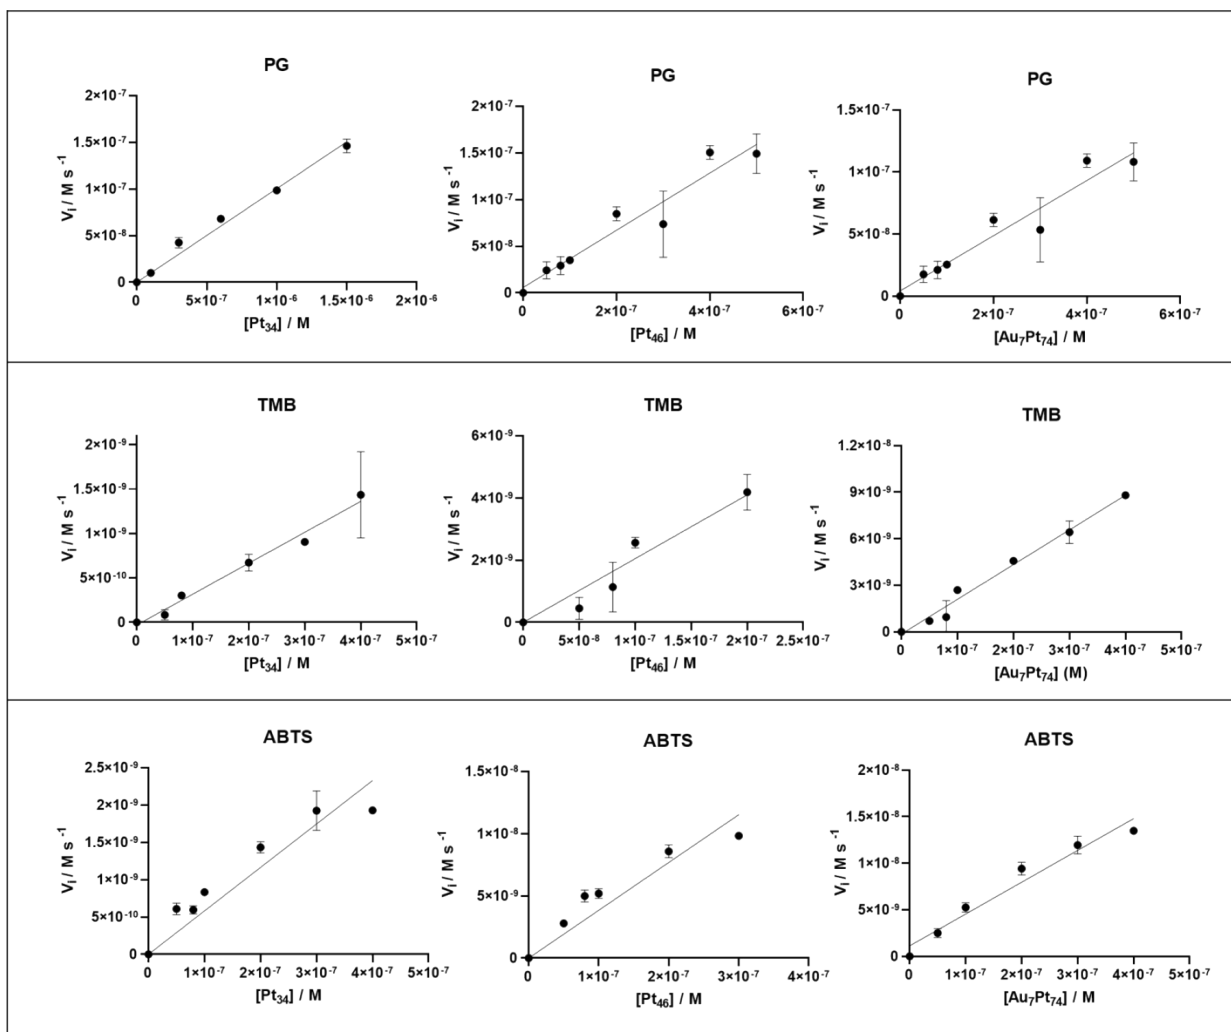 PG
2×10⁻⁷
1.5×10⁻⁷
1×10⁻⁷
5×10⁻⁸
0
Vᵢ / M s⁻¹
0 5×10⁻⁷ 1×10⁻⁶ 1.5×10⁻⁶ 2×10⁻⁶
[Pt₃₄] / M
PG
2×10⁻⁷
1.5×10⁻⁷
1×10⁻⁷
5×10⁻⁸
0
Vᵢ / M s⁻¹
0 2×10⁻⁷ 4×10⁻⁷ 6×10⁻⁷
[Pt₄₆] / M
PG
1.5×10⁻⁷
1×10⁻⁷
5×10⁻⁸
0
Vᵢ / M s⁻¹
0 2×10⁻⁷ 4×10⁻⁷ 6×10⁻⁷
[Au₇Pt₇₄] / M
TMB
2×10⁻⁹
1.5×10⁻⁹
1×10⁻⁹
5×10⁻¹⁰
0
Vᵢ / M s⁻¹
0 1×10⁻⁷ 2×10⁻⁷ 3×10⁻⁷ 4×10⁻⁷ 5×10⁻⁷
[Pt₃₄] / M
TMB
6×10⁻⁹
4×10⁻⁹
2×10⁻⁹
0
Vᵢ / M s⁻¹
0 5×10⁻⁸ 1×10⁻⁷ 1.5×10⁻⁷ 2×10⁻⁷ 2.5×10⁻⁷
[Pt₄₆] / M
TMB
1.2×10⁻⁸
9×10⁻⁹
6×10⁻⁹
3×10⁻⁹
0
Vᵢ / M s⁻¹
0 1×10⁻⁷ 2×10⁻⁷ 3×10⁻⁷ 4×10⁻⁷ 5×10⁻⁷
[Au₇Pt₇₄] (M)
ABTS
2.5×10⁻⁹
2×10⁻⁹
1.5×10⁻⁹
1×10⁻⁹
5×10⁻¹⁰
0
Vᵢ / M s⁻¹
0 1×10⁻⁷ 2×10⁻⁷ 3×10⁻⁷ 4×10⁻⁷ 5×10⁻⁷
[Pt₃₄] / M
ABTS
1.5×10⁻⁸
1×10⁻⁸
5×10⁻⁹
0
Vᵢ / M s⁻¹
0 1×10⁻⁷ 2×10⁻⁷ 3×10⁻⁷ 4×10⁻⁷
[Pt₄₆] / M
ABTS
2×10⁻⁸
2×10⁻⁸
1×10⁻⁸
5×10⁻⁹
0
Vᵢ / M s⁻¹
0 1×10⁻⁷ 2×10⁻⁷ 3×10⁻⁷ 4×10⁻⁷ 5×10⁻⁷
[Au₇Pt₇₄] / M